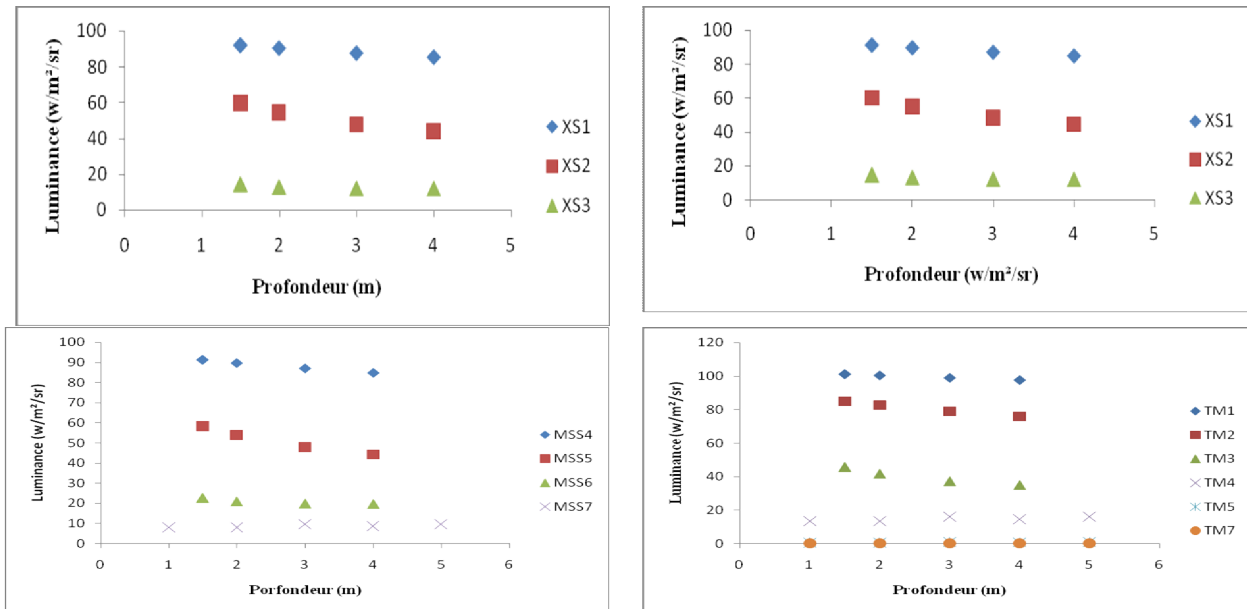 Luminance (w/m²/sr)
100
80
60
40
20
0
0 1 2 3 4 5
Profondeur (m)
XS1
XS2
XS3
Luminance (w/m²/sr)
100
80
60
40
20
0
0 1 2 3 4 5
Profondeur (w/m²/sr)
XS1
XS2
XS3
Luminance (w/m²/sr)
100
90
80
70
60
50
40
30
20
10
0
0 1 2 3 4 5 6
Porfondeur (m)
MSS4
MSS5
MSS6
MSS7
Luminance (w/m²/sr)
120
100
80
60
40
20
0
0 1 2 3 4 5 6
Profondeur (m)
TM1
TM2
TM3
TM4
TM5
TM7